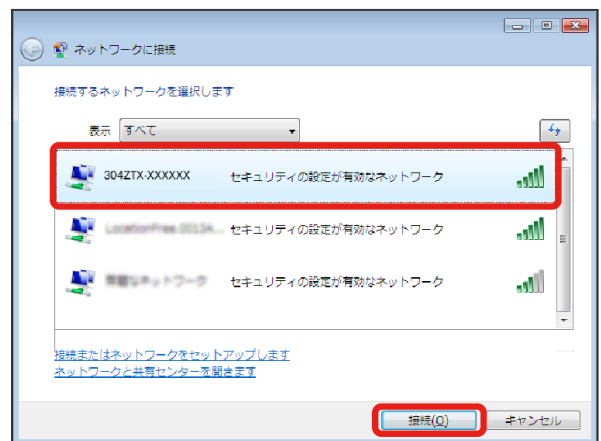 ネットワークに接続
接続するネットワークを選択します
表示 すべて
304ZTX-XXXXXX セキュリティの設定が有効なネットワーク
セキュリティの設定が有効なネットワーク
セキュリティの設定が有効なネットワーク
接続またはネットワークをセットアップします
ネットワークと共有センターを開きます
接続(O) キャンセル